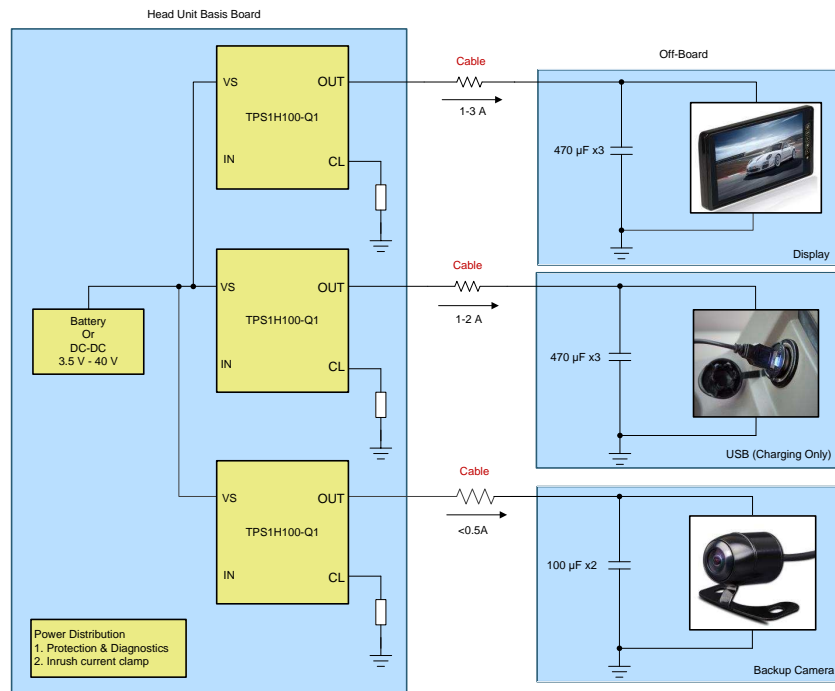 Head Unit Basis Board
VS
OUT
TPS1H100-Q1
IN
CL
Cable
1-3 A
Off-Board
470 µF x3
Display
Battery
Or
DC-DC
3.5 V - 40 V
VS
OUT
TPS1H100-Q1
IN
CL
Cable
1-2 A
470 µF x3
USB (Charging Only)
VS
OUT
TPS1H100-Q1
IN
CL
Cable
<0.5A
100 µF x2
Backup Camera
Power Distribution
1. Protection & Diagnostics
2. Inrush current clamp